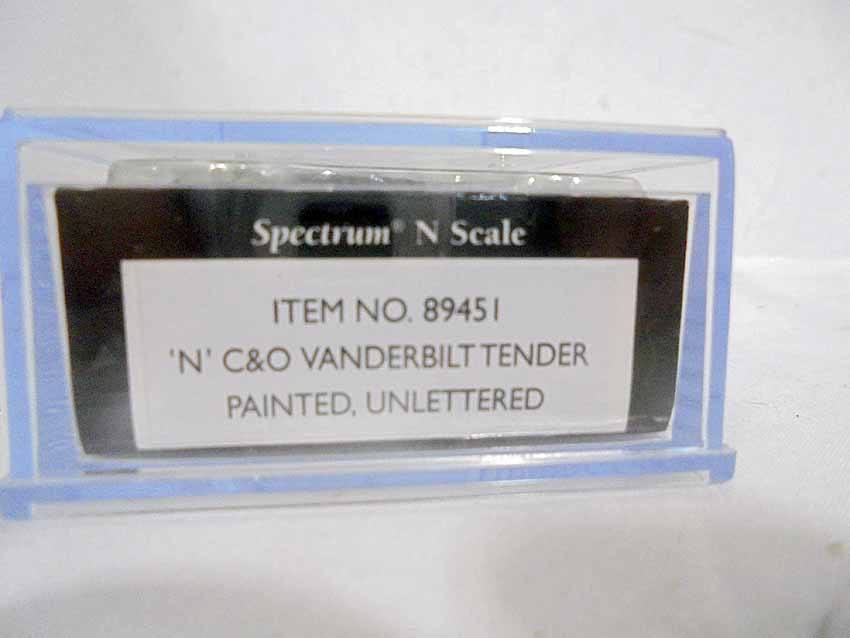 Spectrum® N Scale
ITEM NO. 89451
'N' C&O VANDERBILT TENDER
PAINTED, UNLETTERED